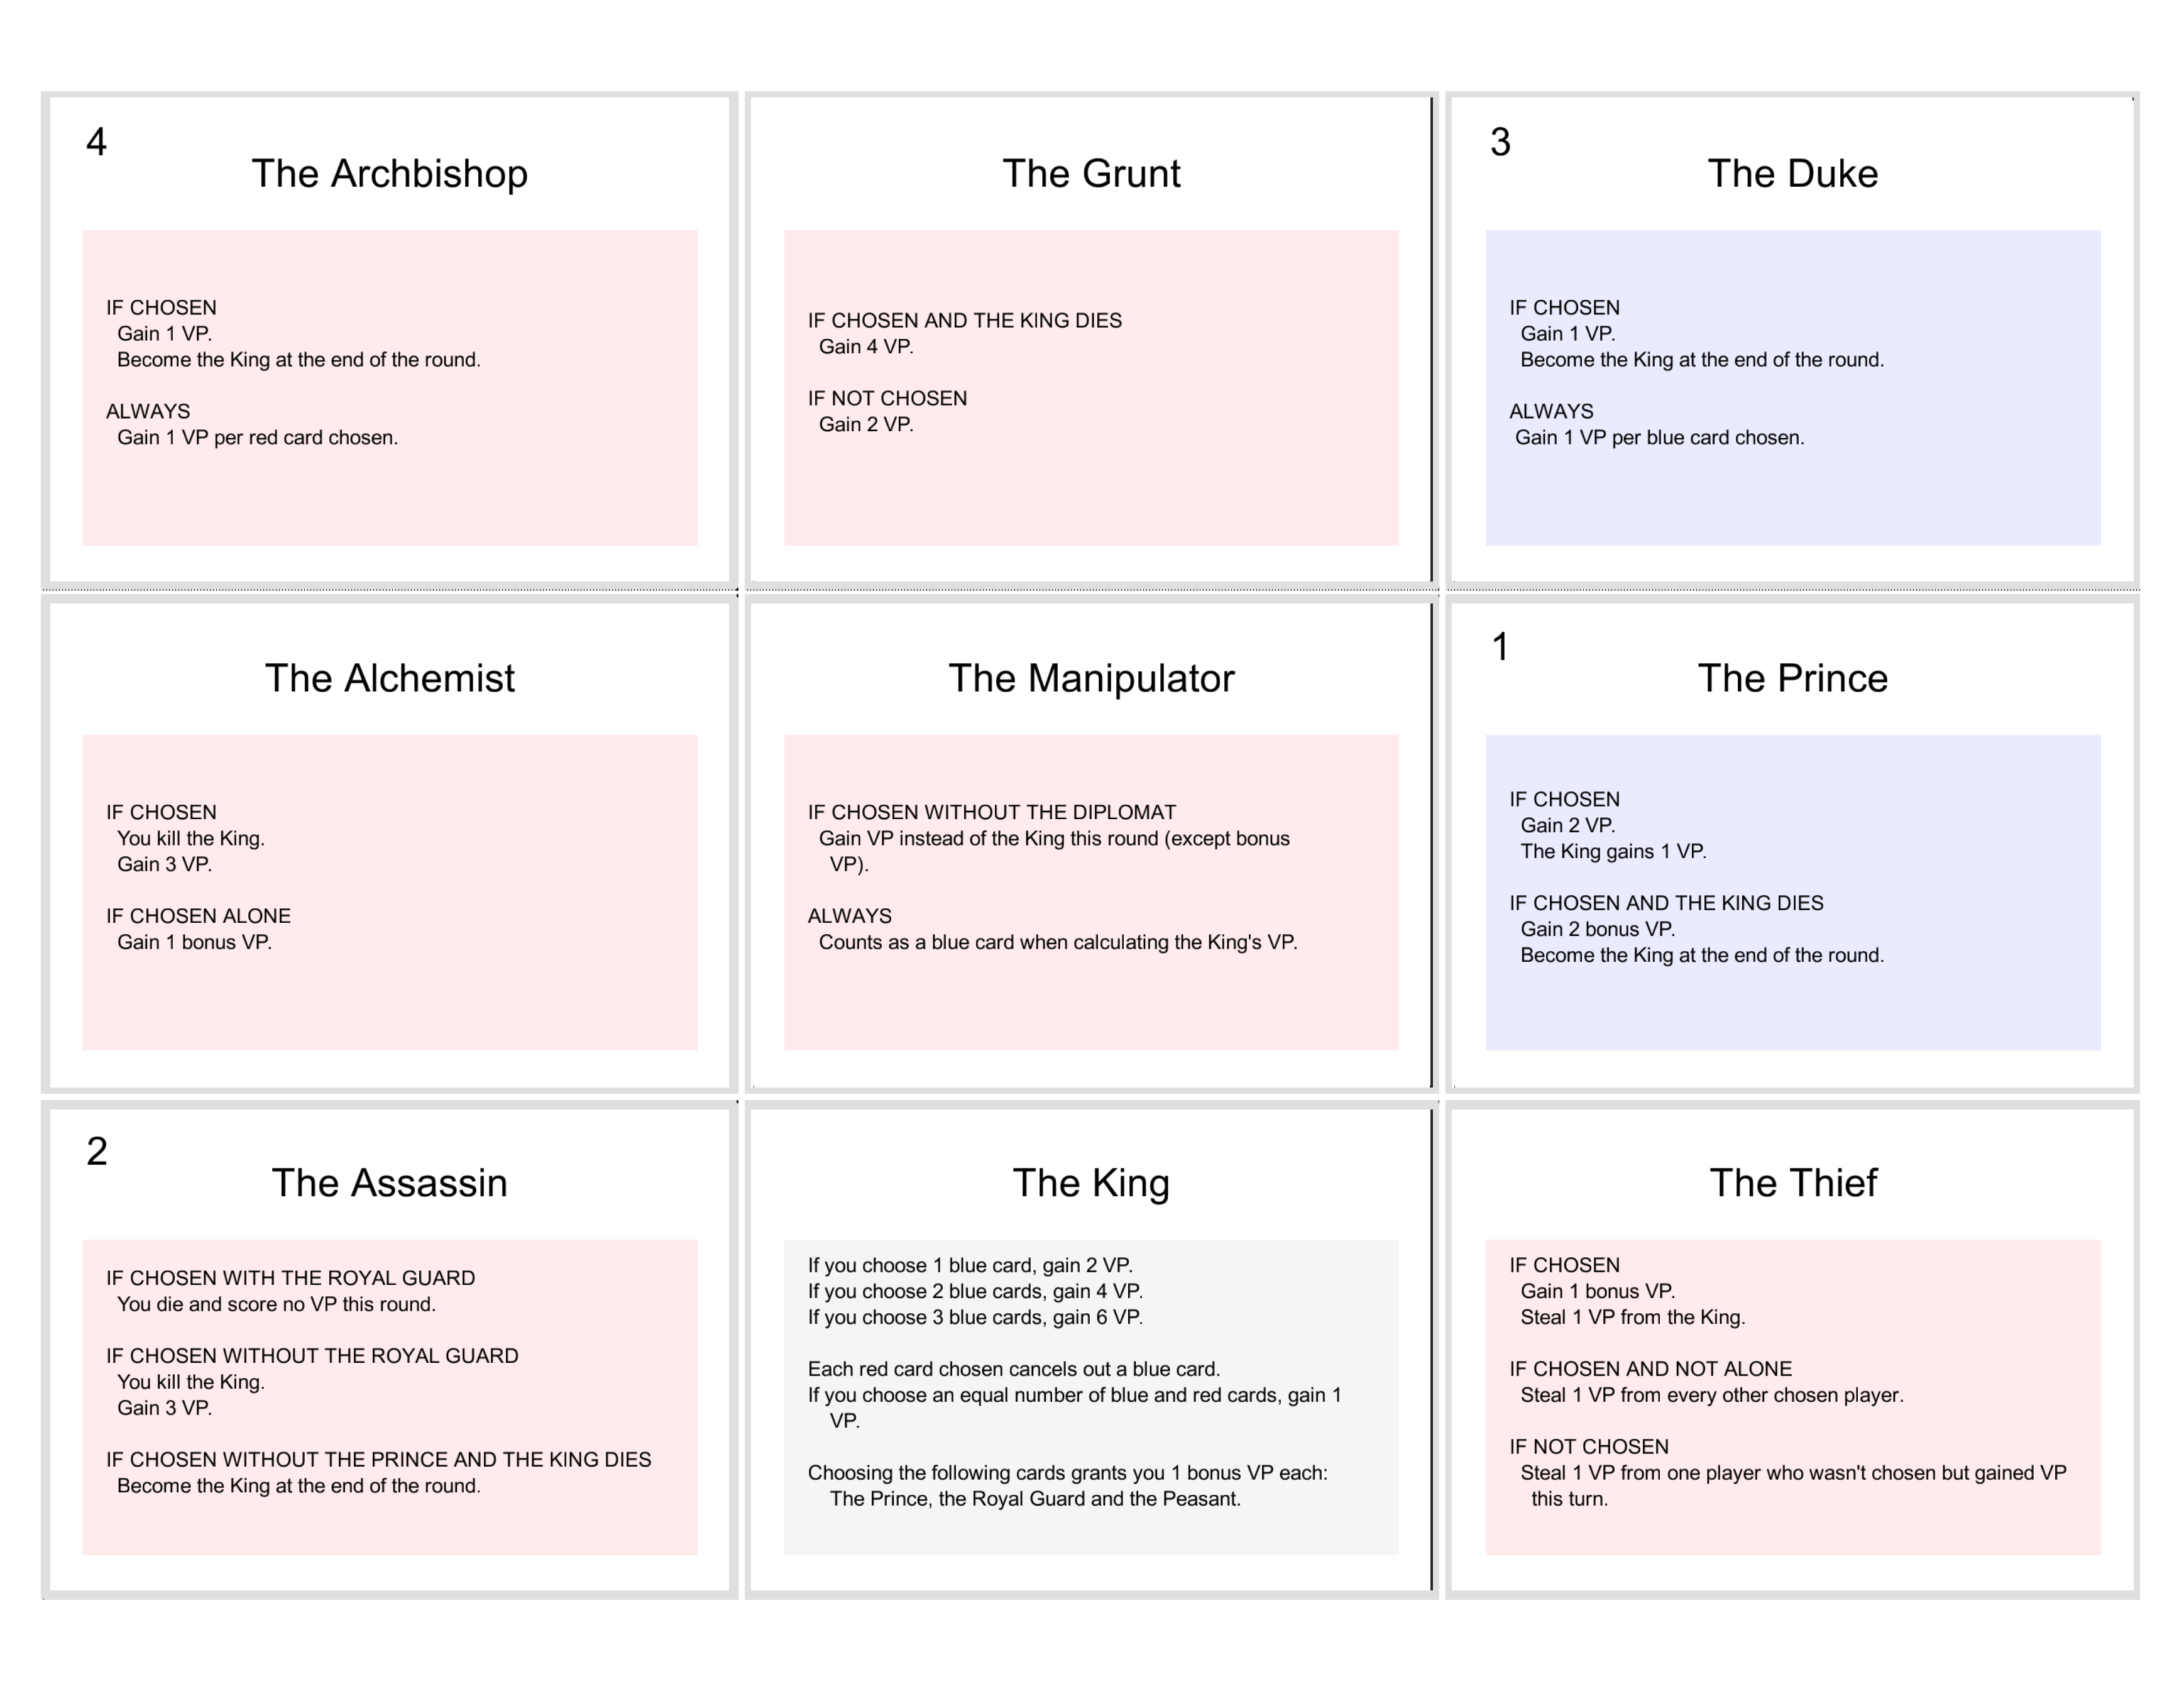 4
The Archbishop
IF CHOSEN
Gain 1 VP.
Become the King at the end of the round.
ALWAYS
Gain 1 VP per red card chosen.
The Grunt
IF CHOSEN AND THE KING DIES
Gain 4 VP.
IF NOT CHOSEN
Gain 2 VP.
3
The Duke
IF CHOSEN
Gain 1 VP.
Become the King at the end of the round.
ALWAYS
Gain 1 VP per blue card chosen.
The Alchemist
IF CHOSEN
You kill the King.
Gain 3 VP.
IF CHOSEN ALONE
Gain 1 bonus VP.
The Manipulator
IF CHOSEN WITHOUT THE DIPLOMAT
Gain VP instead of the King this round (except bonus
VP).
ALWAYS
Counts as a blue card when calculating the King's VP.
1
The Prince
IF CHOSEN
Gain 2 VP.
The King gains 1 VP.
IF CHOSEN AND THE KING DIES
Gain 2 bonus VP.
Become the King at the end of the round.
2
The Assassin
IF CHOSEN WITH THE ROYAL GUARD
You die and score no VP this round.
IF CHOSEN WITHOUT THE ROYAL GUARD
You kill the King.
Gain 3 VP.
IF CHOSEN WITHOUT THE PRINCE AND THE KING DIES
Become the King at the end of the round.
The King
If you choose 1 blue card, gain 2 VP.
If you choose 2 blue cards, gain 4 VP.
If you choose 3 blue cards, gain 6 VP.
Each red card chosen cancels out a blue card.
If you choose an equal number of blue and red cards, gain 1
VP.
Choosing the following cards grants you 1 bonus VP each:
The Prince, the Royal Guard and the Peasant.
The Thief
IF CHOSEN
Gain 1 bonus VP.
Steal 1 VP from the King.
IF CHOSEN AND NOT ALONE
Steal 1 VP from every other chosen player.
IF NOT CHOSEN
Steal 1 VP from one player who wasn't chosen but gained VP
this turn.